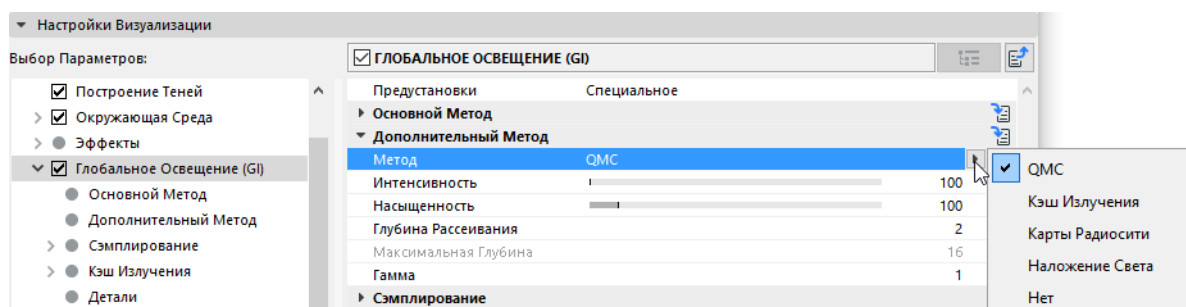 Настройки Визуализации
Выбор Параметров:
ГЛОБАЛЬНОЕ ОСВЕЩЕНИЕ (GI)
Построение Теней
Предустановки Специальное
Окружающая Среда
Основной Метод
Эффекты
Дополнительный Метод
Глобальное Освещение (GI)
Метод QMC
QMC
Основной Метод
Интенсивность 100
Кэш Излучения
Дополнительный Метод
Насыщенность 100
Карты Радиосити
Сэмплирование
Глубина Рассеивания 2
Максимальная Глубина 16
Наложение Света
Кэш Излучения
Гамма 1
Детали
Сэмплирование
Нет